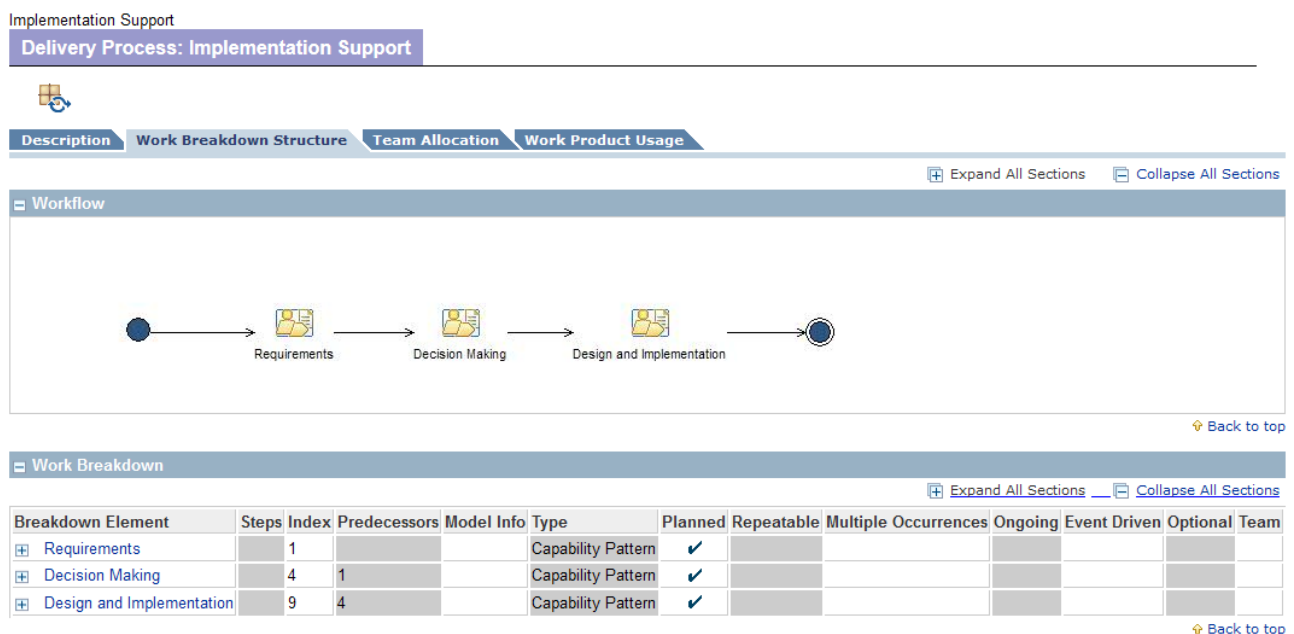 Implementation Support
Delivery Process: Implementation Support
Description Work Breakdown Structure Team Allocation Work Product Usage
Expand All Sections Collapse All Sections
Workflow
Requirements Decision Making Design and Implementation
Back to top
Work Breakdown
Expand All Sections Collapse All Sections
Breakdown Element Steps Index Predecessors Model Info Type Planned Repeatable Multiple Occurrences Ongoing Event Driven Optional Team
Requirements 1 Capability Pattern ✔
Decision Making 4 1 Capability Pattern ✔
Design and Implementation 9 4 Capability Pattern ✔
Back to top